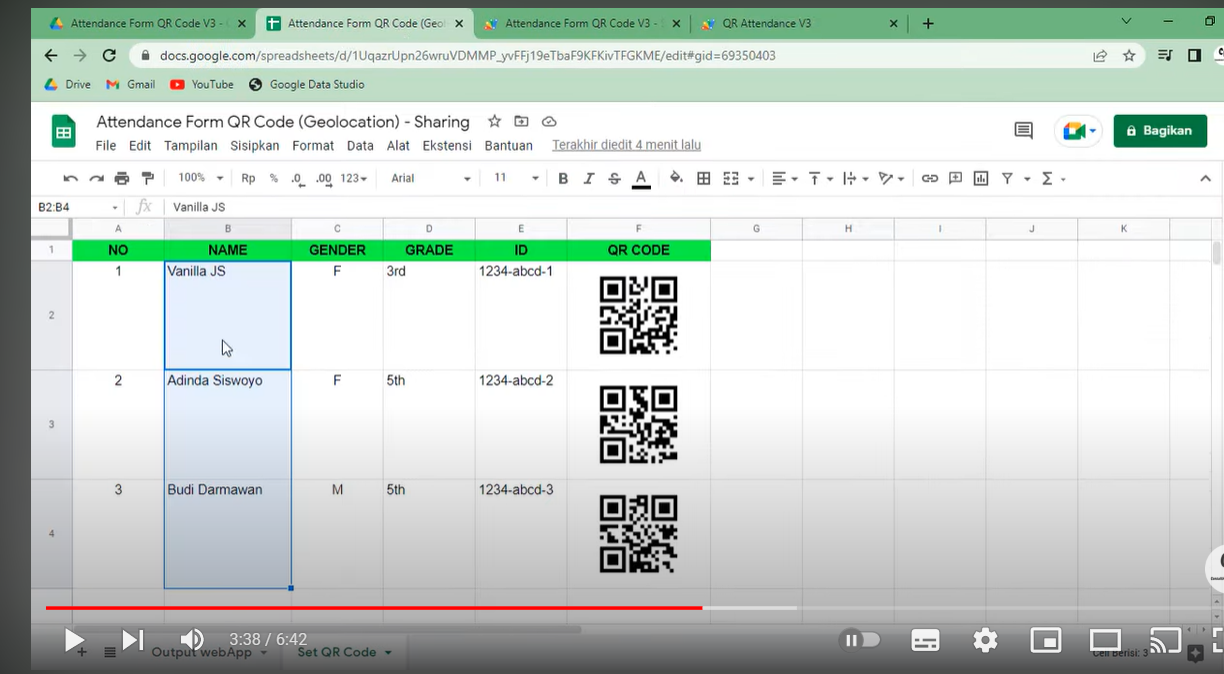 Attendance Form QR Code V3 -
Attendance Form QR Code (Geol
Attendance Form QR Code V3 -
QR Attendance V3
docs.google.com/spreadsheets/d/1UqazrUpn26wruVDMMP_yvFFj19eTbaF9KFKivTFGKME/edit#gid=69350403
Drive Gmail YouTube Google Data Studio
Attendance Form QR Code (Geolocation) - Sharing
File Edit Tampilan Sisipkan Format Data Alat Ekstensi Bantuan Terakhir diedit 4 menit lalu
Bagikan
100% Rp % .0 .00 123 Arial 11 B I S A Σ
B2:B4 fx Vanilla JS
A B C D E F G H I J K
1 NO NAME GENDER GRADE ID QR CODE
2 1 Vanilla JS F 3rd 1234-abcd-1
3 2 Adinda Siswoyo F 5th 1234-abcd-2
4 3 Budi Darmawan M 5th 1234-abcd-3
3:38 / 6:42
Output webApp Set QR Code Cell Berisi: 3